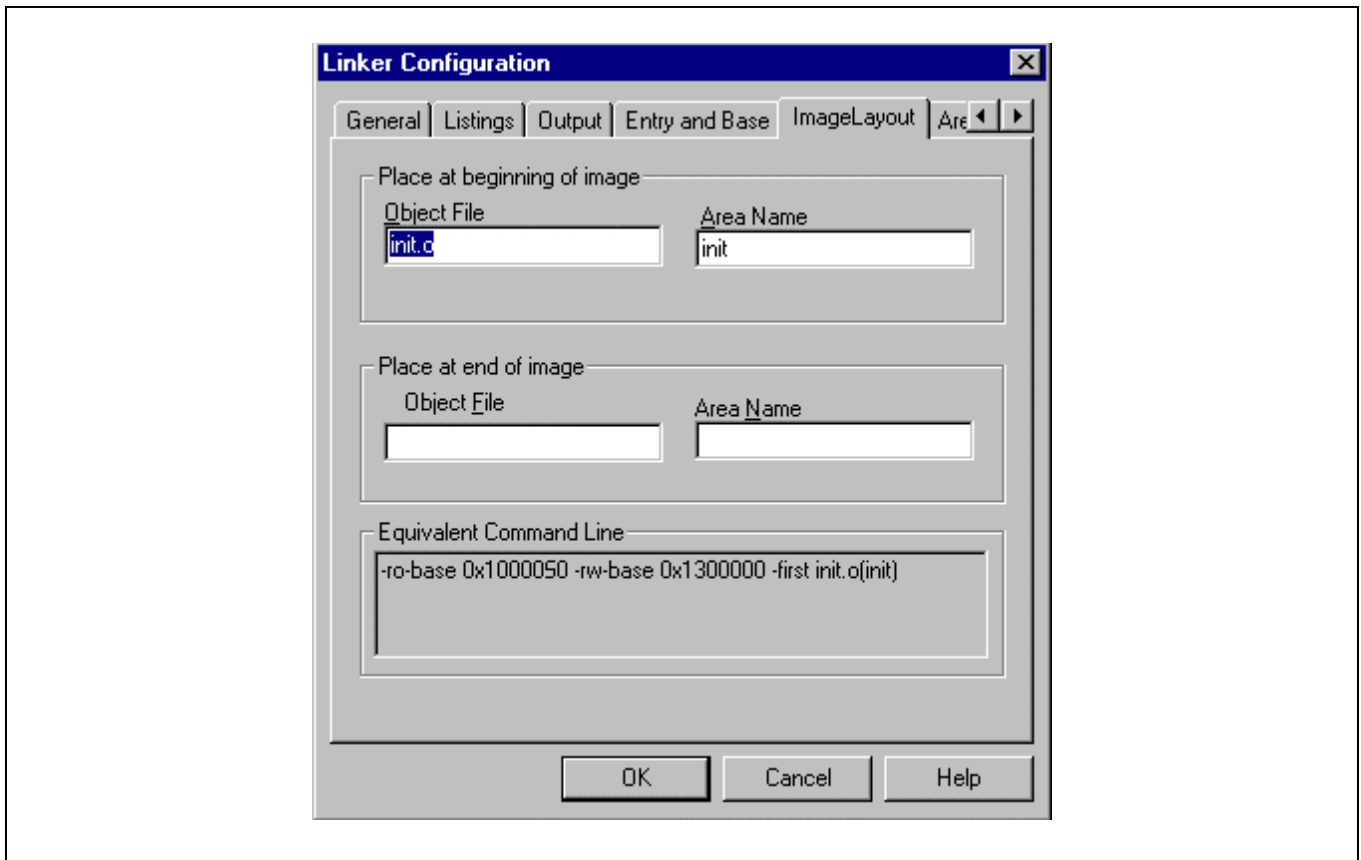 Linker Configuration
General Listings Output Entry and Base ImageLayout
Place at beginning of image
Object File Area Name
init.o init
Place at end of image
Object File Area Name
Equivalent Command Line
-ro-base 0x1000050 -rw-base 0x1300000 -first init.o(init)
OK Cancel Help